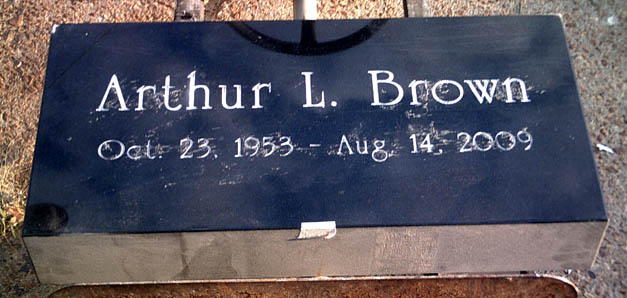 Arthur L. Brown
Oct. 23, 1953 - Aug. 14, 2009